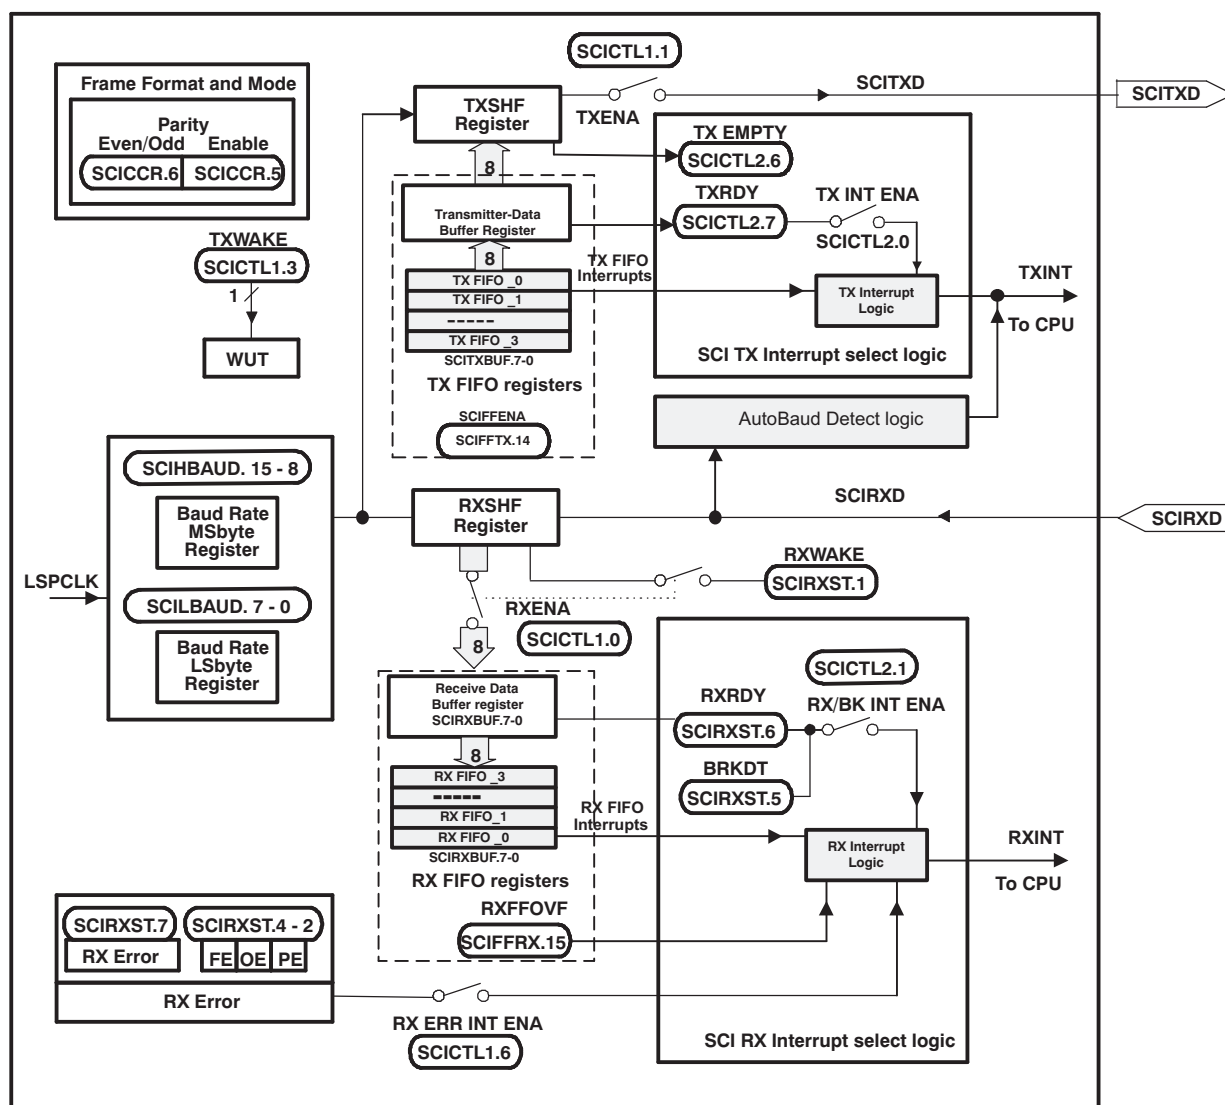 SCICTL1.1
Frame Format and Mode
Parity
Even/Odd Enable
SCICCR.6 SCICCR.5
TXSHF
Register
TXENA
SCITXD
SCITXD
8
TX EMPTY
SCICTL2.6
TXRDY
SCICTL2.7
TX INT ENA
SCICTL2.0
Transmitter-Data
Buffer Register
8
TX FIFO
Interrupts
TX FIFO _0
TX FIFO _1
-----
TX FIFO _3
SCITXBUF.7-0
TX FIFO registers
SCIFFENA
SCIFFTX.14
TX Interrupt
Logic
TXINT
To CPU
SCI TX Interrupt select logic
TXWAKE
SCICTL1.3
1
WUT
AutoBaud Detect logic
SCIHBAUD. 15 - 8
Baud Rate
MSbyte
Register
LSPCLK
SCILBAUD. 7 - 0
Baud Rate
LSbyte
Register
RXSHF
Register
SCIRXD
SCIRXD
RXWAKE
SCIRXST.1
RXENA
SCICTL1.0
8
SCICTL2.1
Receive Data
Buffer register
SCIRXBUF.7-0
RXRDY
SCIRXST.6
RX/BK INT ENA
BRKDT
SCIRXST.5
8
RX FIFO _3
-----
RX FIFO_1
RX FIFO _0
SCIRXBUF.7-0
RX FIFO registers
RX FIFO
Interrupts
RX Interrupt
Logic
RXINT
To CPU
RXFFOVF
SCIFFRX.15
SCIRXST.7 SCIRXST.4 - 2
RX Error FE OE PE
RX Error
RX ERR INT ENA
SCICTL1.6
SCI RX Interrupt select logic